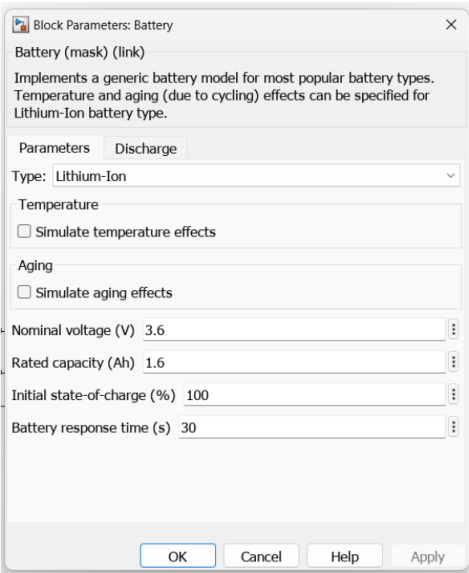 Block Parameters: Battery
Battery (mask) (link)
Implements a generic battery model for most popular battery types.
Temperature and aging (due to cycling) effects can be specified for
Lithium-Ion battery type.
Parameters Discharge
Type: Lithium-Ion
Temperature
Simulate temperature effects
Aging
Simulate aging effects
Nominal voltage (V) 3.6
Rated capacity (Ah) 1.6
Initial state-of-charge (%) 100
Battery response time (s) 30
OK Cancel Help Apply